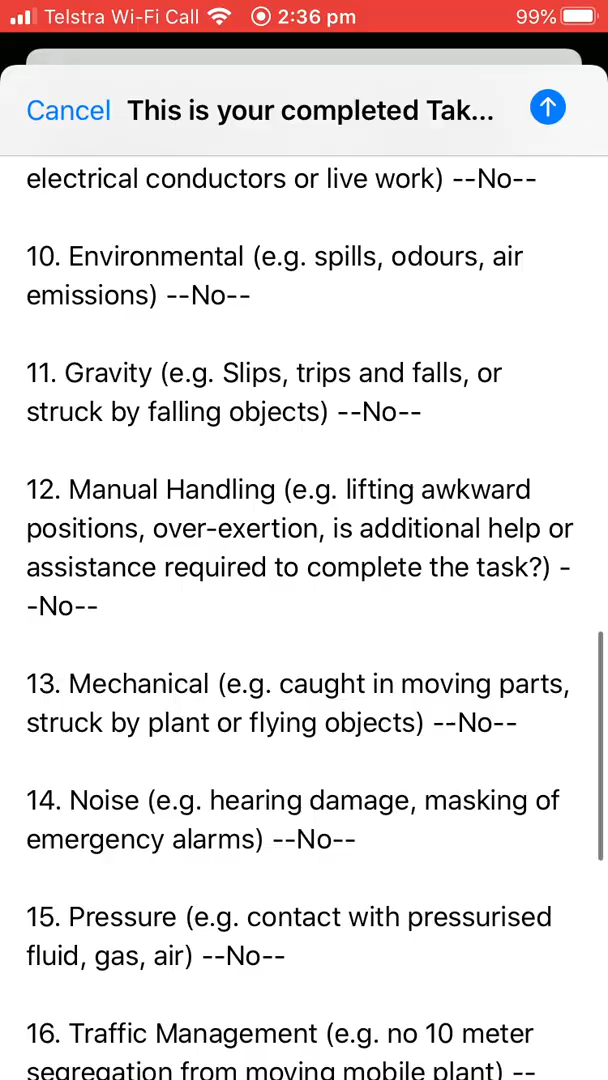 Telstra Wi-Fi Call 2:36 pm 99%
Cancel This is your completed Tak...
electrical conductors or live work) --No--
10. Environmental (e.g. spills, odours, air
emissions) --No--
11. Gravity (e.g. Slips, trips and falls, or
struck by falling objects) --No--
12. Manual Handling (e.g. lifting awkward
positions, over-exertion, is additional help or
assistance required to complete the task?) -
-No--
13. Mechanical (e.g. caught in moving parts,
struck by plant or flying objects) --No--
14. Noise (e.g. hearing damage, masking of
emergency alarms) --No--
15. Pressure (e.g. contact with pressurised
fluid, gas, air) --No--
16. Traffic Management (e.g. no 10 meter
segregation from moving mobile plant) --